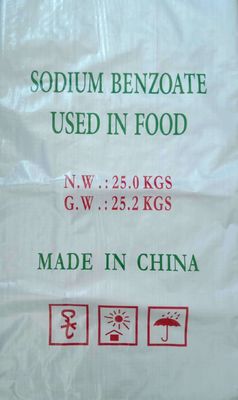 SODIUM BENZOATE
USED IN FOOD
N.W.: 25.0 KGS
G.W.: 25.2 KGS
MADE IN CHINA